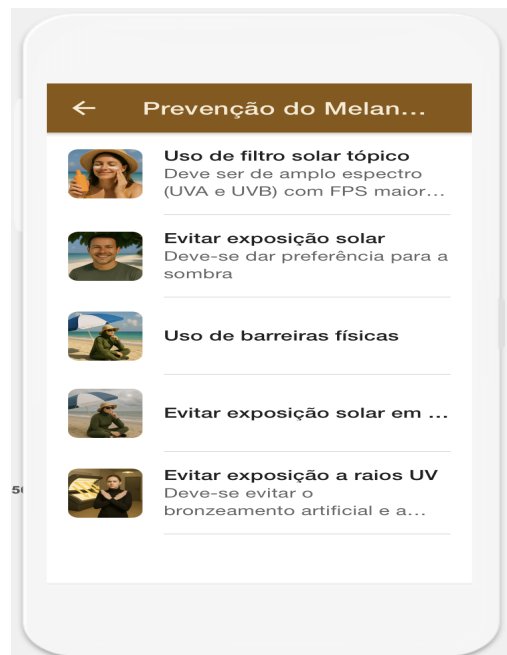 Prevenção do Melan...
Uso de filtro solar tópico
Deve ser de amplo espectro
(UVA e UVB) com FPS maior...
Evitar exposição solar
Deve-se dar preferência para a
sombra
Uso de barreiras físicas
Evitar exposição solar em ...
Evitar exposição a raios UV
Deve-se evitar o
bronzeamento artificial e a...